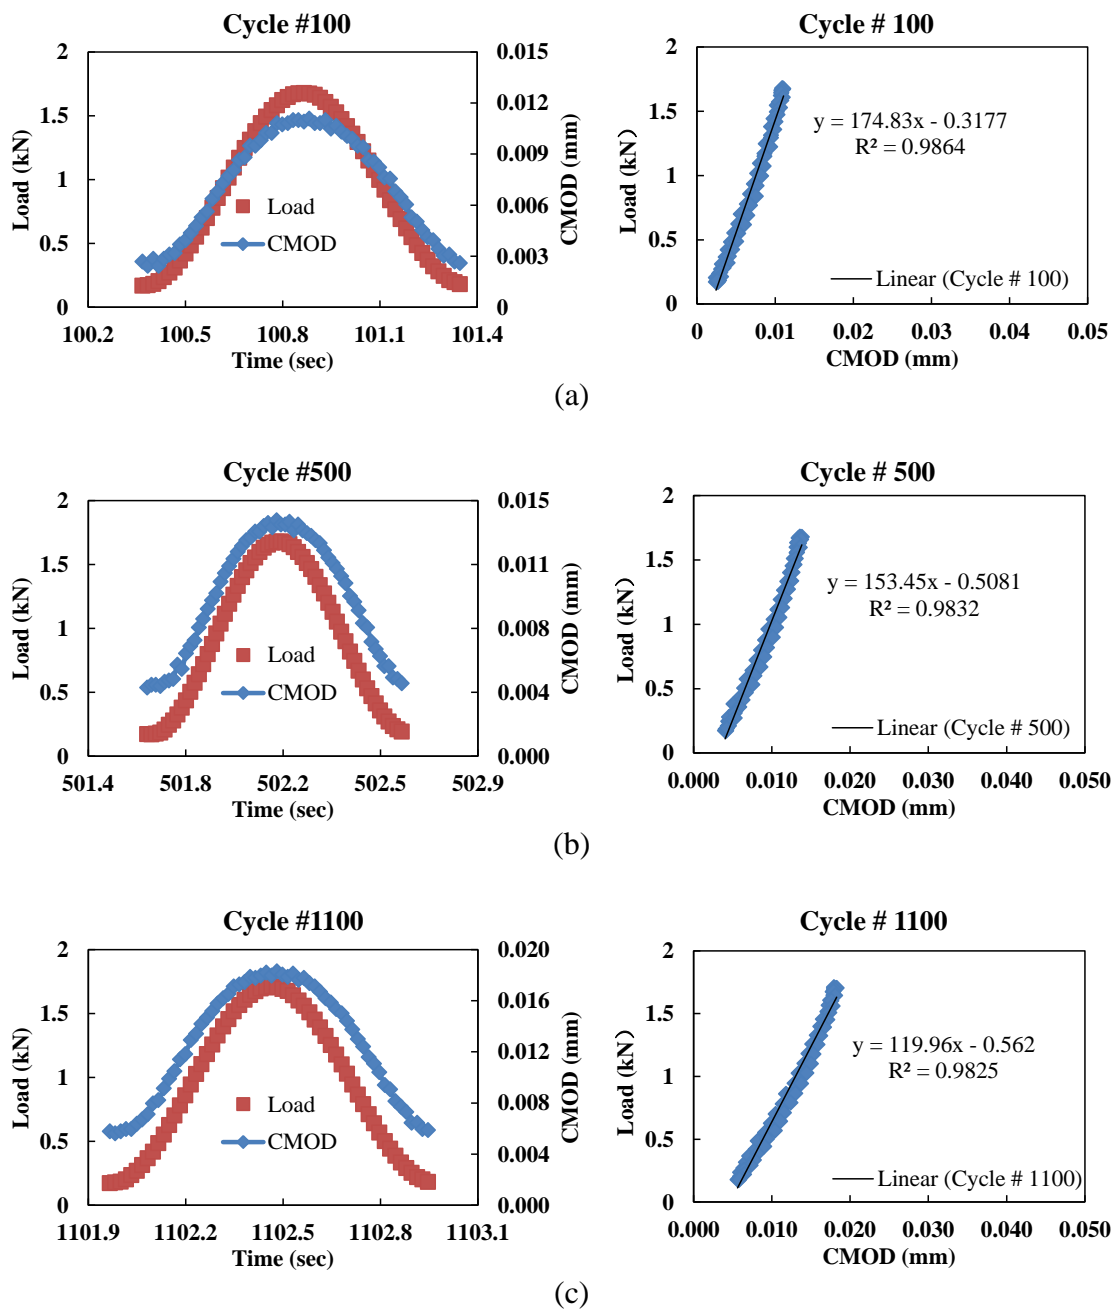 Cycle #100
Load (kN)
2
1.5
1
0.5
0
0.015
0.012
0.009
0.006
0.003
0
CMOD (mm)
Load
CMOD
100.2 100.5 100.8 101.1 101.4
Time (sec)
Cycle # 100
Load (kN)
2
1.5
1
0.5
0
y = 174.83x - 0.3177
R² = 0.9864
Linear (Cycle # 100)
0 0.01 0.02 0.03 0.04 0.05
CMOD (mm)
(a)
Cycle #500
Load (kN)
2
1.5
1
0.5
0
0.015
0.011
0.008
0.004
0.000
CMOD (mm)
Load
CMOD
501.4 501.8 502.2 502.5 502.9
Time (sec)
Cycle # 500
Load (kN)
2
1.5
1
0.5
0
y = 153.45x - 0.5081
R² = 0.9832
Linear (Cycle # 500)
0.000 0.010 0.020 0.030 0.040 0.050
CMOD (mm)
(b)
Cycle #1100
Load (kN)
2
1.5
1
0.5
0
0.020
0.016
0.012
0.008
0.004
0.000
CMOD (mm)
Load
CMOD
1101.9 1102.2 1102.5 1102.8 1103.1
Time (sec)
Cycle # 1100
Load (kN)
2
1.5
1
0.5
0
y = 119.96x - 0.562
R² = 0.9825
Linear (Cycle # 1100)
0.000 0.010 0.020 0.030 0.040 0.050
CMOD (mm)
(c)